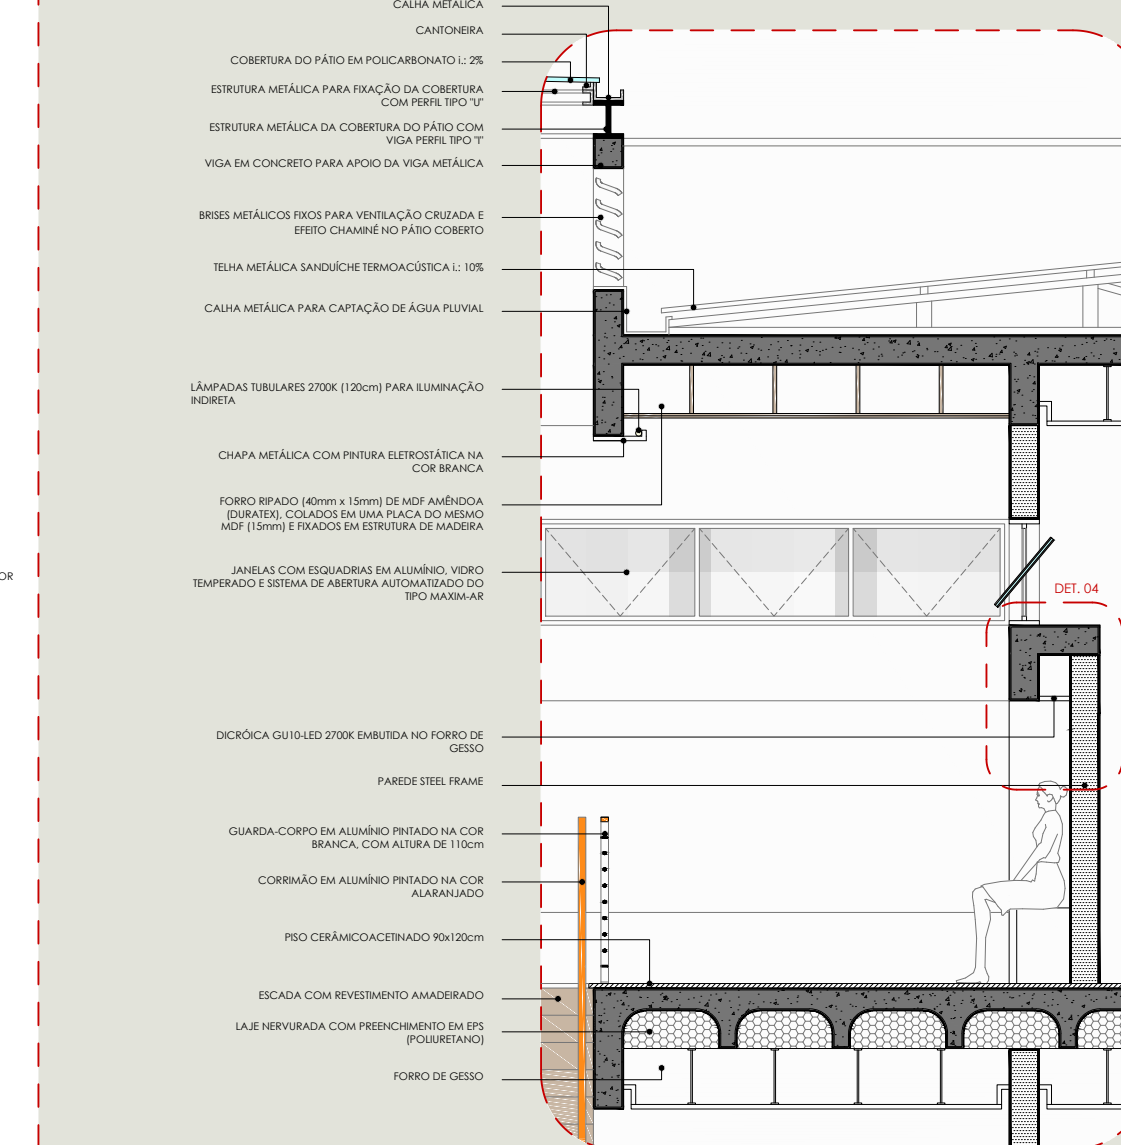 CALHA METÁLICA
CANTONEIRA
COBERTURA DO PÁTIO EM POLICARBONATO i.: 2%
ESTRUTURA METÁLICA PARA FIXAÇÃO DA COBERTURA
COM PERFIL TIPO "U"
ESTRUTURA METÁLICA DA COBERTURA DO PÁTIO COM
VIGA PERFIL TIPO "I"
VIGA EM CONCRETO PARA APOIO DA VIGA METÁLICA
BRISES METÁLICOS FIXOS PARA VENTILAÇÃO CRUZADA E
EFEITO CHAMINÉ NO PÁTIO COBERTO
TELHA METÁLICA SANDUÍCHE TERMOACÚSTICA i.: 10%
CALHA METÁLICA PARA CAPTAÇÃO DE ÁGUA PLUVIAL
LÂMPADAS TUBULARES 2700K (120cm) PARA ILUMINAÇÃO
INDIRETA
CHAPA METÁLICA COM PINTURA ELETROSTÁTICA NA
COR BRANCA
FORRO RIPADO (40mm x 15mm) DE MDF AMÊNDOA
(DURATEX), COLADOS EM UMA PLACA DO MESMO
MDF (15mm) E FIXADOS EM ESTRUTURA DE MADEIRA
OR
JANELAS COM ESQUADRIAS EM ALUMÍNIO, VIDRO
TEMPERADO E SISTEMA DE ABERTURA AUTOMATIZADO DO
TIPO MAXIM-AR
DET. 04
DICRÓICA GU10-LED 2700K EMBUTIDA NO FORRO DE
GESSO
PAREDE STEEL FRAME
GUARDA-CORPO EM ALUMÍNIO PINTADO NA COR
BRANCA, COM ALTURA DE 110cm
CORRIMÃO EM ALUMÍNIO PINTADO NA COR
ALARANJADO
PISO CERÂMICOACETINADO 90x120cm
ESCADA COM REVESTIMENTO AMADEIRADO
LAJE NERVURADA COM PREENCHIMENTO EM EPS
(POLIURETANO)
FORRO DE GESSO